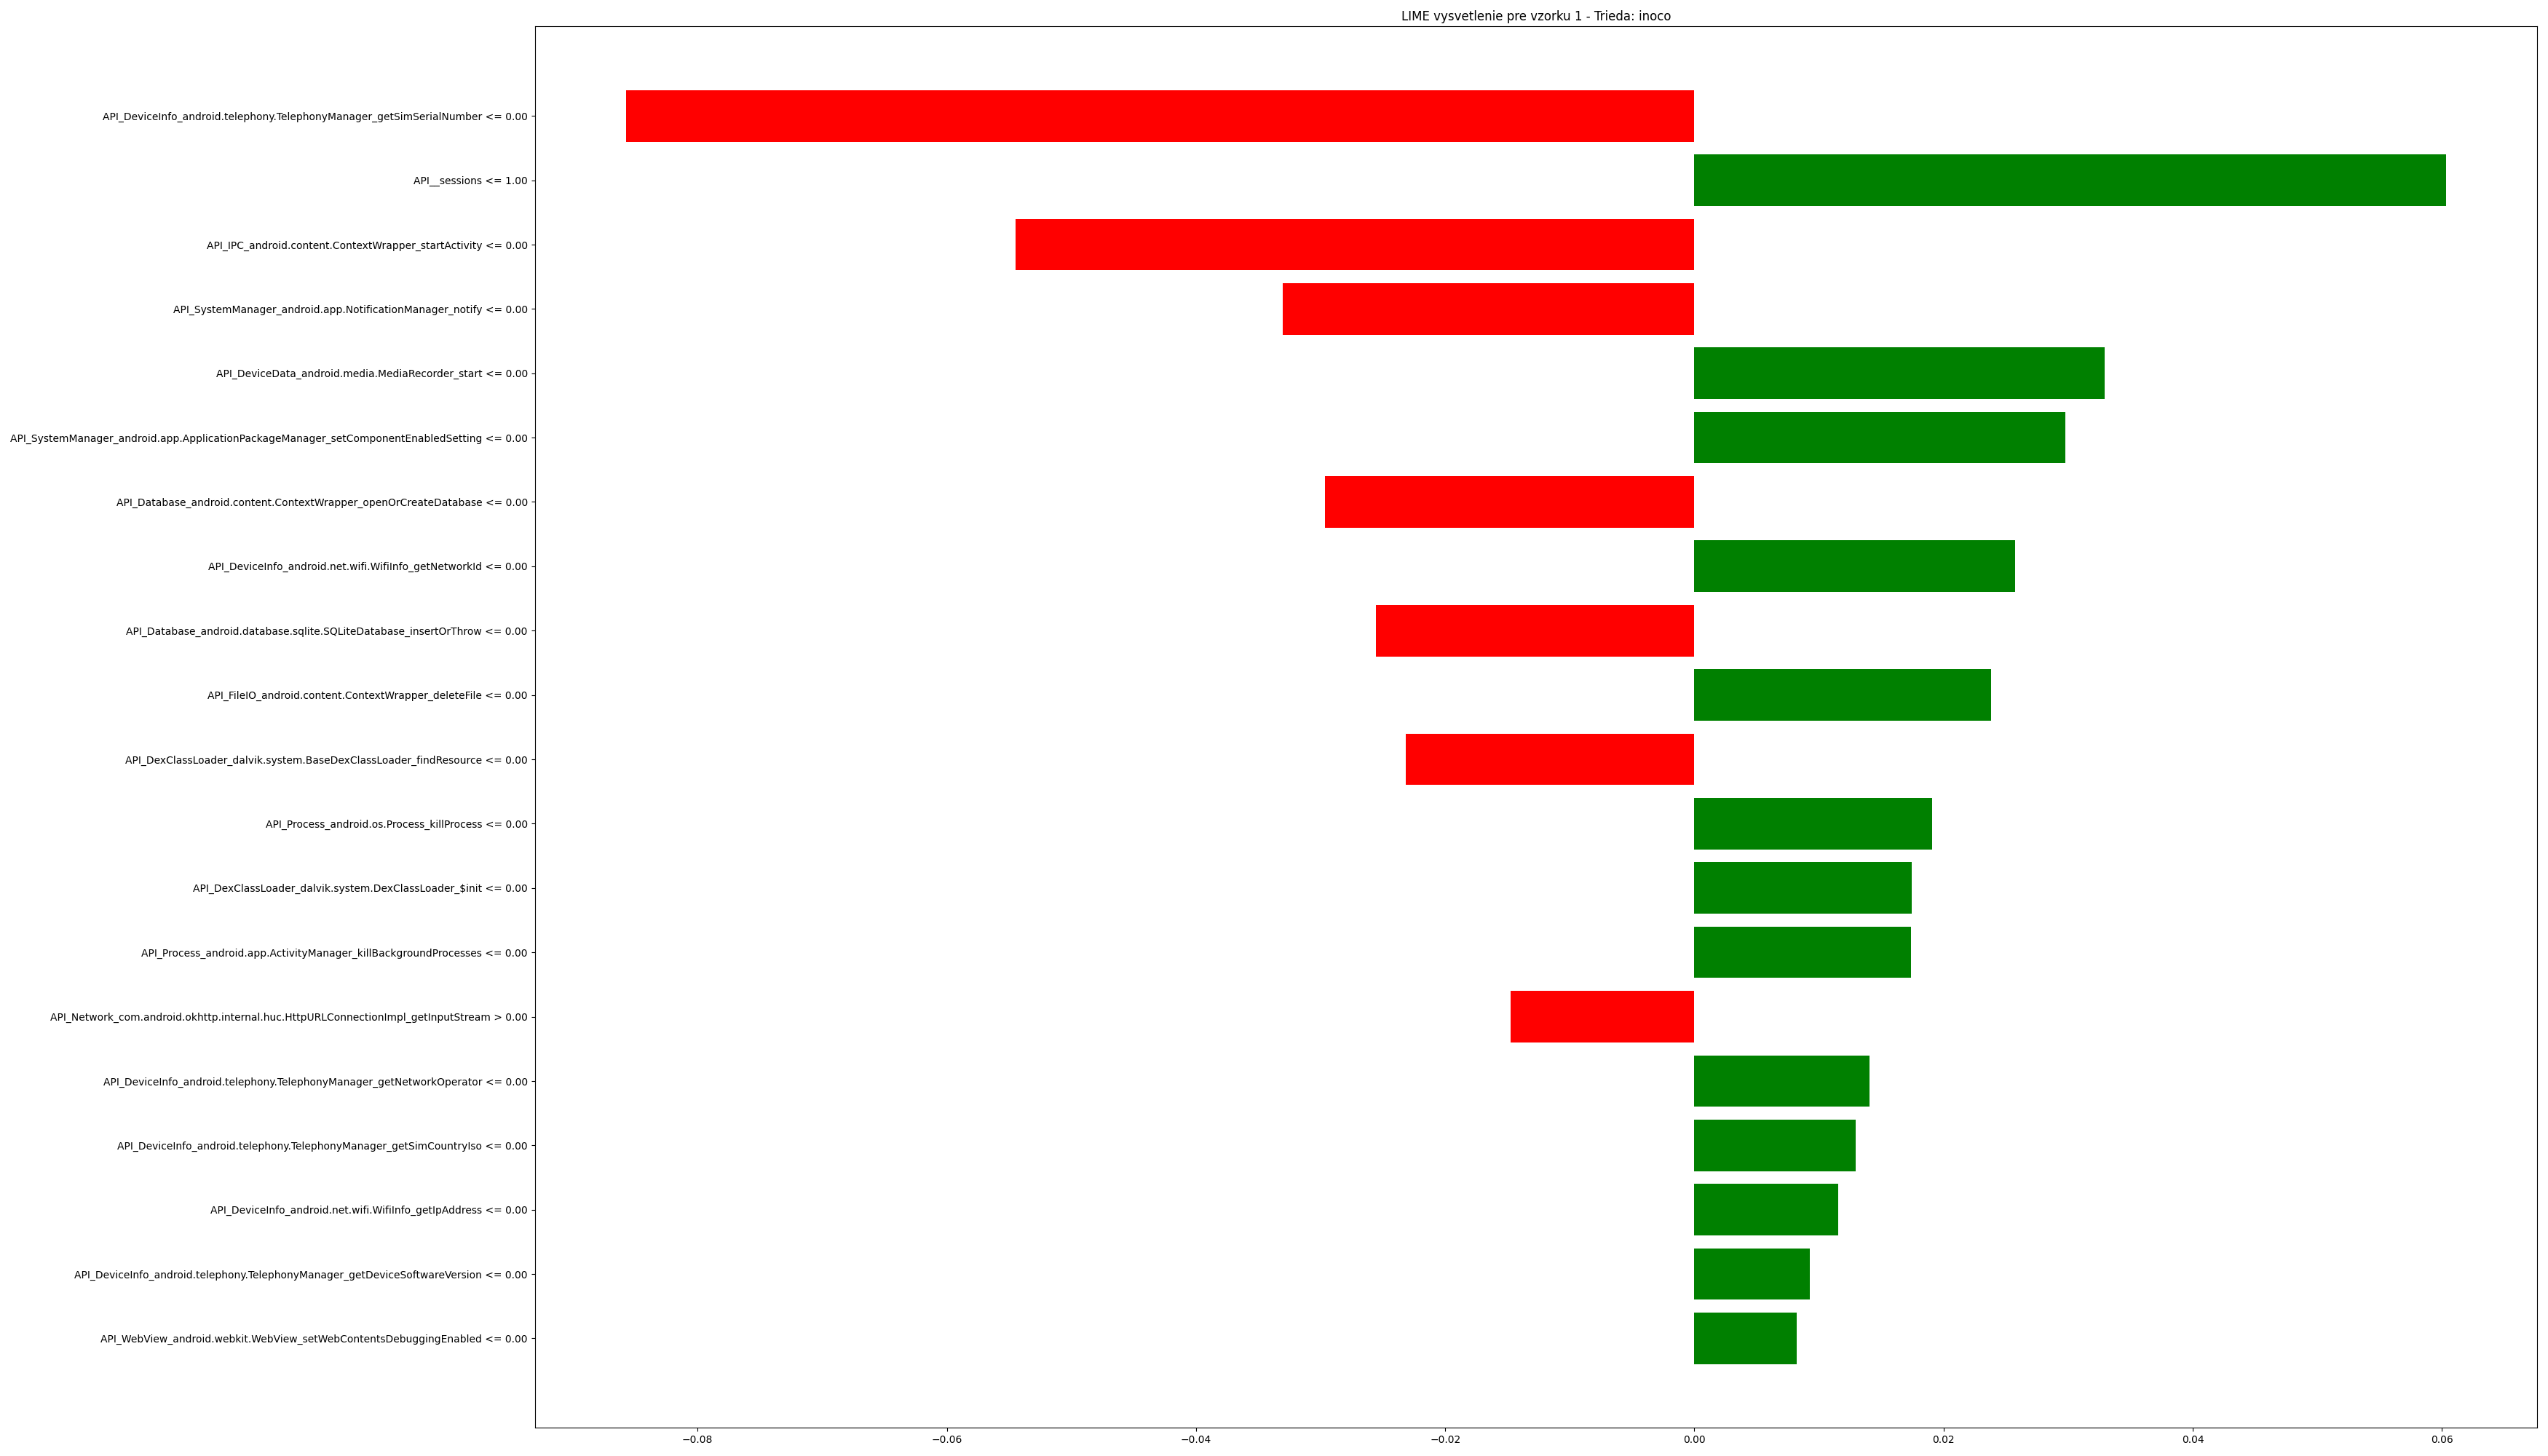 LIME vysvetlenie pre vzorku 1 - Trieda: inoco
API_DeviceInfo_android.telephony.TelephonyManager_getSimSerialNumber <= 0.00
API__sessions <= 1.00
API_IPC_android.content.ContextWrapper_startActivity <= 0.00
API_SystemManager_android.app.NotificationManager_notify <= 0.00
API_DeviceData_android.media.MediaRecorder_start <= 0.00
API_SystemManager_android.app.ApplicationPackageManager_setComponentEnabledSetting <= 0.00
API_Database_android.content.ContextWrapper_openOrCreateDatabase <= 0.00
API_DeviceInfo_android.net.wifi.WifiInfo_getNetworkId <= 0.00
API_Database_android.database.sqlite.SQLiteDatabase_insertOrThrow <= 0.00
API_FileIO_android.content.ContextWrapper_deleteFile <= 0.00
API_DexClassLoader_dalvik.system.BaseDexClassLoader_findResource <= 0.00
API_Process_android.os.Process_killProcess <= 0.00
API_DexClassLoader_dalvik.system.DexClassLoader_$init <= 0.00
API_Process_android.app.ActivityManager_killBackgroundProcesses <= 0.00
API_Network_com.android.okhttp.internal.huc.HttpURLConnectionImpl_getInputStream > 0.00
API_DeviceInfo_android.telephony.TelephonyManager_getNetworkOperator <= 0.00
API_DeviceInfo_android.telephony.TelephonyManager_getSimCountryIso <= 0.00
API_DeviceInfo_android.net.wifi.WifiInfo_getIpAddress <= 0.00
API_DeviceInfo_android.telephony.TelephonyManager_getDeviceSoftwareVersion <= 0.00
API_WebView_android.webkit.WebView_setWebContentsDebuggingEnabled <= 0.00
−0.08 −0.06 −0.04 −0.02 0.00 0.02 0.04 0.06